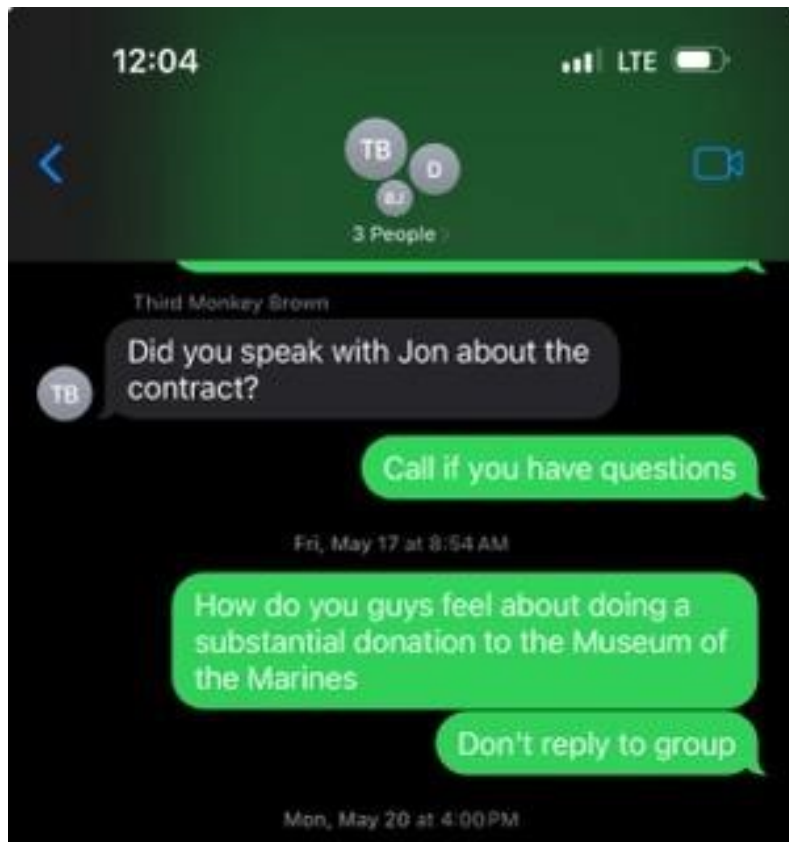 12:04
LTE
TB
D
BJ
3 People
Third Monkey Brown
Did you speak with Jon about the
contract?
TB
Call if you have questions
Fri, May 17 at 8:54 AM
How do you guys feel about doing a
substantial donation to the Museum of
the Marines
Don't reply to group
Mon, May 20 at 4:00 PM